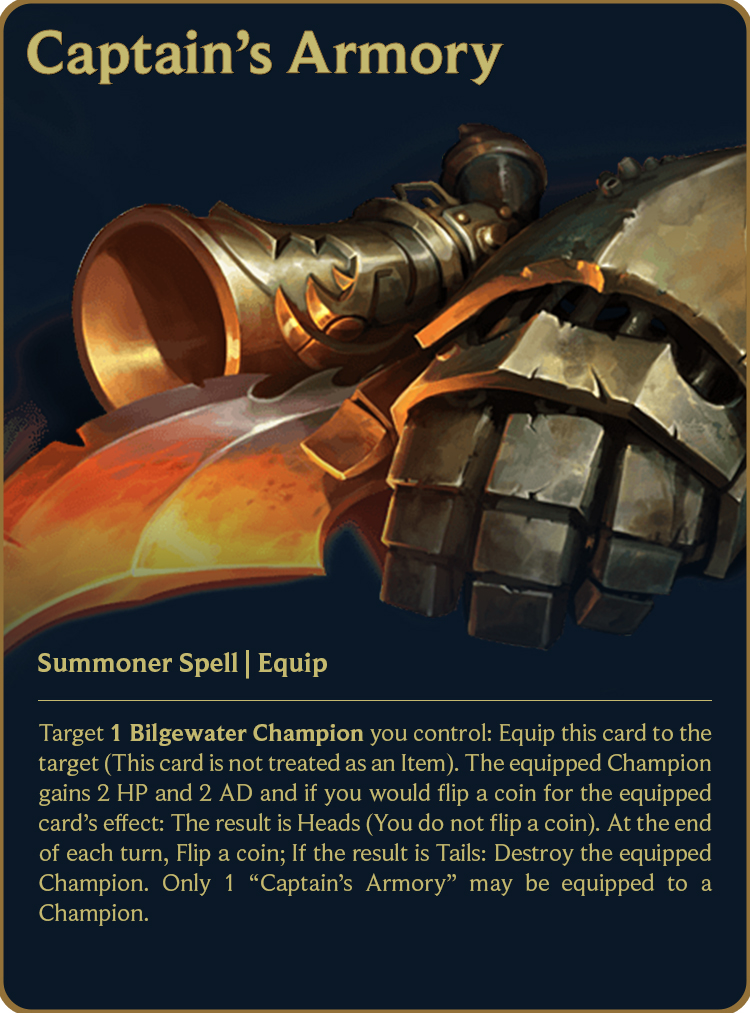 Captain’s Armory
Summoner Spell | Equip
Target 1 Bilgewater Champion you control: Equip this card to the
target (This card is not treated as an Item). The equipped Champion
gains 2 HP and 2 AD and if you would flip a coin for the equipped
card’s effect: The result is Heads (You do not flip a coin). At the end
of each turn, Flip a coin; If the result is Tails: Destroy the equipped
Champion. Only 1 “Captain’s Armory” may be equipped to a
Champion.